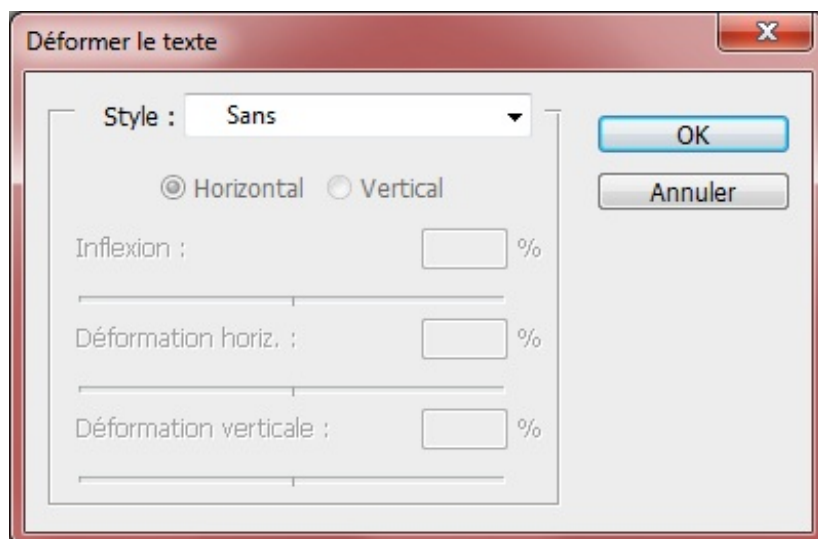 Déformer le texte
Style : Sans
OK
Horizontal Vertical
Annuler
Inflexion : %
Déformation horiz. : %
Déformation verticale : %